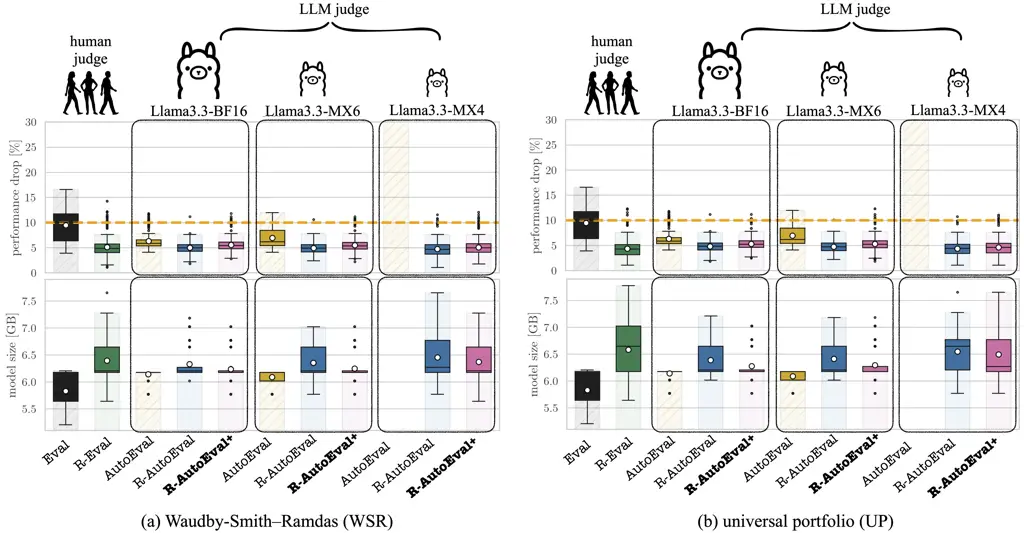 LLM judge
human
judge
Llama3.3-BF16
Llama3.3-MX6
Llama3.3-MX4
performance drop [%]
30
25
20
15
10
5
0
model size [GB]
7.5
7.0
6.5
6.0
5.5
Eval
R-Eval
AutoEval
R-AutoEval
R-AutoEval+
AutoEval
R-AutoEval
R-AutoEval+
AutoEval
R-AutoEval
R-AutoEval+
(a) Waudby-Smith–Ramdas (WSR)
LLM judge
human
judge
Llama3.3-BF16
Llama3.3-MX6
Llama3.3-MX4
performance drop [%]
30
25
20
15
10
5
0
model size [GB]
7.5
7.0
6.5
6.0
5.5
Eval
R-Eval
AutoEval
R-AutoEval
R-AutoEval+
AutoEval
R-AutoEval
R-AutoEval+
AutoEval
R-AutoEval
R-AutoEval+
(b) universal portfolio (UP)